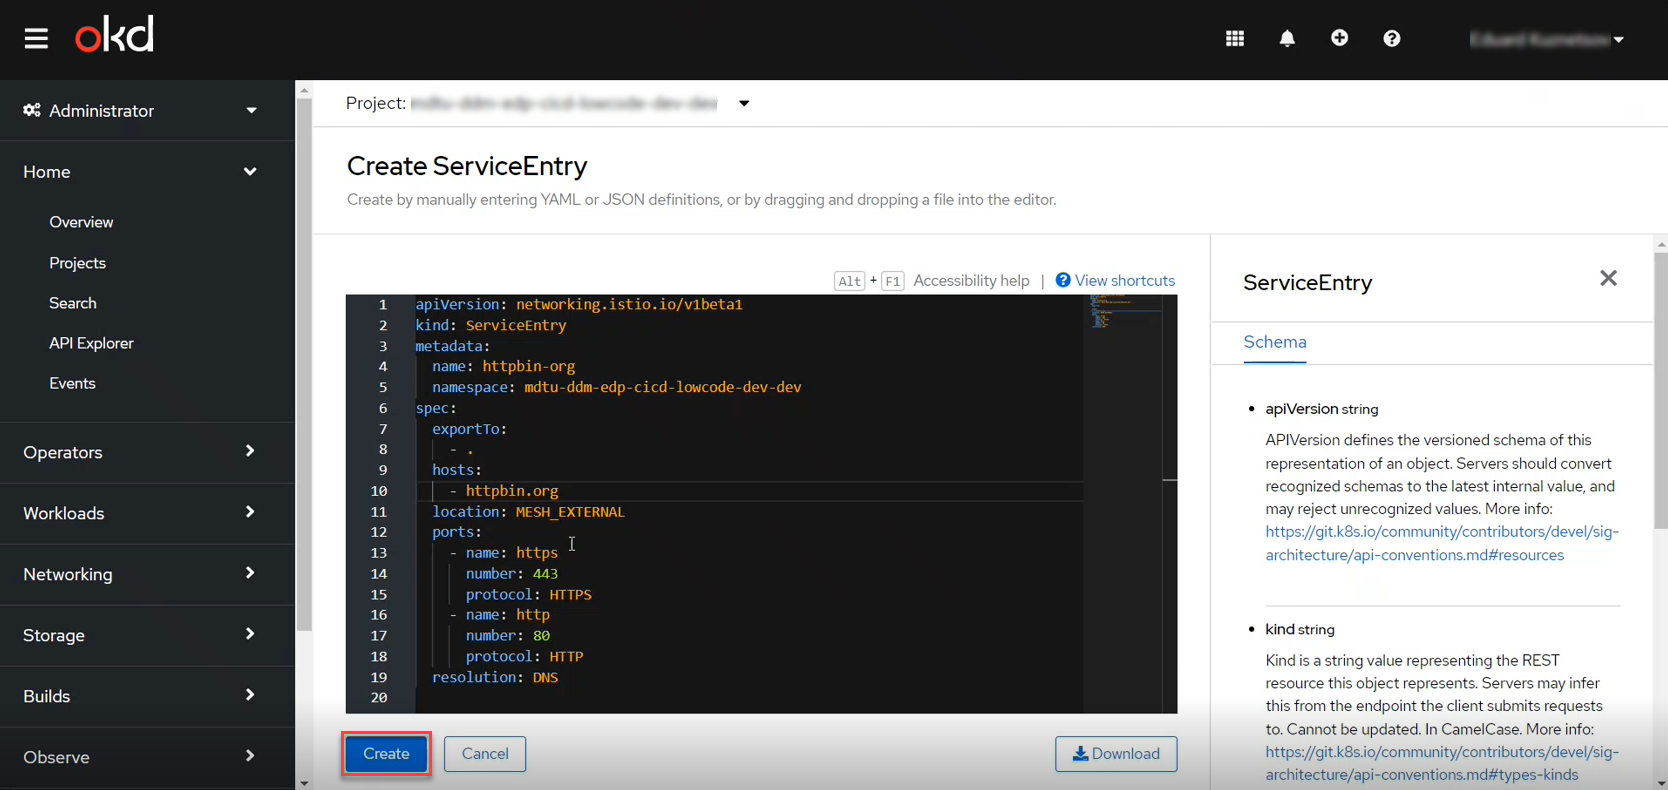 okd
Administrator
Home
Overview
Projects
Search
API Explorer
Events
Operators
Workloads
Networking
Storage
Builds
Observe
Project:
Create ServiceEntry
Create by manually entering YAML or JSON definitions, or by dragging and dropping a file into the editor.
Alt + F1 Accessibility help | View shortcuts
1 apiVersion: networking.istio.io/v1beta1
2 kind: ServiceEntry
3 metadata:
4 name: httpbin-org
5 namespace: mdtu-ddm-edp-cicd-lowcode-dev-dev
6 spec:
7 exportTo:
8 - .
9 hosts:
10 - httpbin.org
11 location: MESH_EXTERNAL
12 ports:
13 - name: https
14 number: 443
15 protocol: HTTPS
16 - name: http
17 number: 80
18 protocol: HTTP
19 resolution: DNS
20
Create Cancel Download
ServiceEntry
Schema
• apiVersion string
APIVersion defines the versioned schema of this
representation of an object. Servers should convert
recognized schemas to the latest internal value, and
may reject unrecognized values. More info:
https://git.k8s.io/community/contributors/devel/sig-
architecture/api-conventions.md#resources
• kind string
Kind is a string value representing the REST
resource this object represents. Servers may infer
this from the endpoint the client submits requests
to. Cannot be updated. In CamelCase. More info:
https://git.k8s.io/community/contributors/devel/sig-
architecture/api-conventions.md#types-kinds